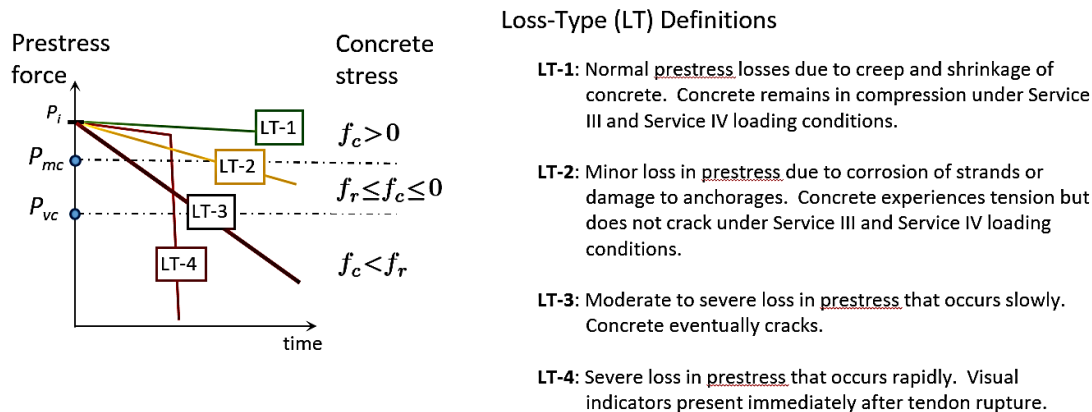 Loss-Type (LT) Definitions
Prestress
force
Concrete
stress
P_i
P_mc
P_vc
LT-1
LT-2
LT-3
LT-4
f_c>0
f_r≤f_c≤0
f_c<f_r
time
LT-1: Normal prestress losses due to creep and shrinkage of
concrete. Concrete remains in compression under Service
III and Service IV loading conditions.
LT-2: Minor loss in prestress due to corrosion of strands or
damage to anchorages. Concrete experiences tension but
does not crack under Service III and Service IV loading
conditions.
LT-3: Moderate to severe loss in prestress that occurs slowly.
Concrete eventually cracks.
LT-4: Severe loss in prestress that occurs rapidly. Visual
indicators present immediately after tendon rupture.